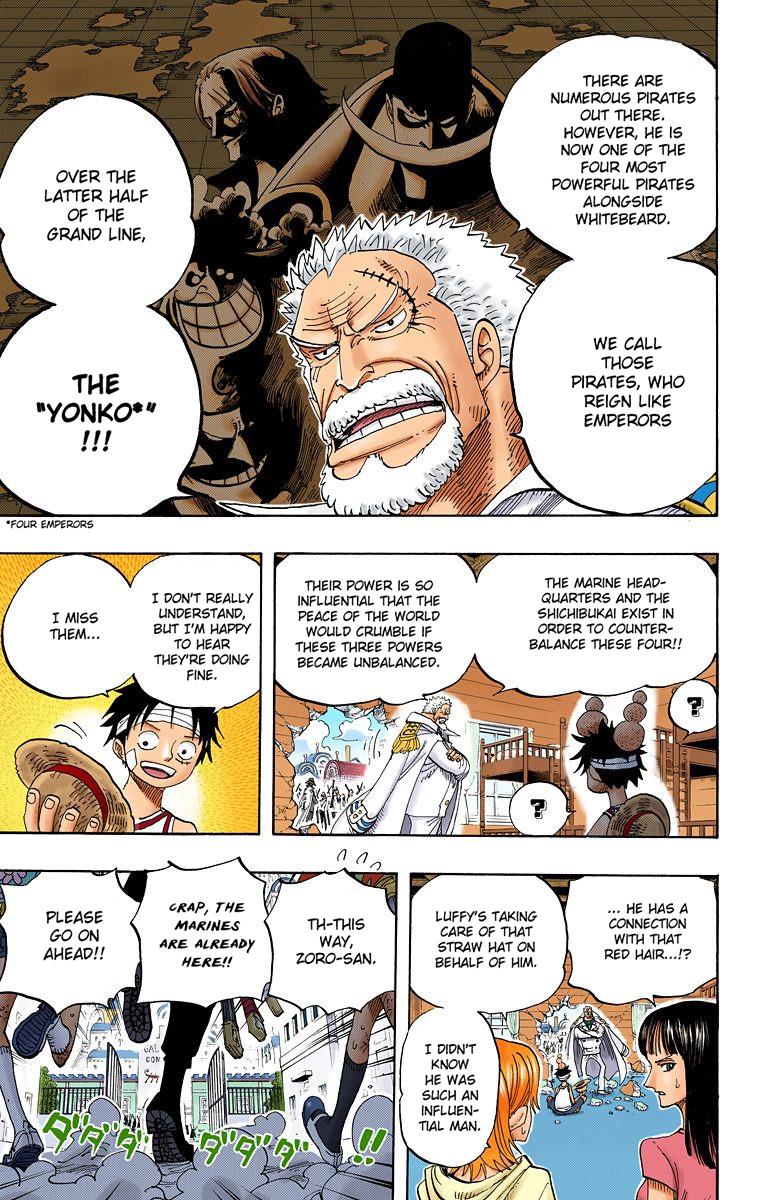 THERE ARE
NUMEROUS PIRATES
OUT THERE.
HOWEVER, HE IS
NOW ONE OF THE
FOUR MOST
POWERFUL PIRATES
ALONGSIDE
WHITEBEARD.
WE CALL
THOSE
PIRATES, WHO
REIGN LIKE
EMPERORS
OVER THE
LATTER HALF
OF THE
GRAND LINE,
THE
"YONKO*"
!!!
*FOUR EMPERORS
THE MARINE HEAD-
QUARTERS AND THE
SHICHIBUKAI EXIST IN
ORDER TO COUNTER-
BALANCE THESE FOUR!!
THEIR POWER IS SO
INFLUENTIAL THAT THE
PEACE OF THE WORLD
WOULD CRUMBLE IF
THESE THREE POWERS
BECAME UNBALANCED.
?
?
I DON'T REALLY
UNDERSTAND,
BUT I'M HAPPY
TO HEAR
THEY'RE DOING
FINE.
I MISS
THEM...
... HE HAS A
CONNECTION
WITH THAT
RED HAIR...!?
LUFFY'S TAKING
CARE OF THAT
STRAW HAT ON
BEHALF OF HIM.
I DIDN'T
KNOW
HE WAS
SUCH AN
INFLUEN-
TIAL MAN.
TH-THIS
WAY,
ZORO-SAN.
CRAP, THE
MARINES
ARE ALREADY
HERE!!
PLEASE
GO ON
AHEAD!!
ダダダダ
ダダダ!!